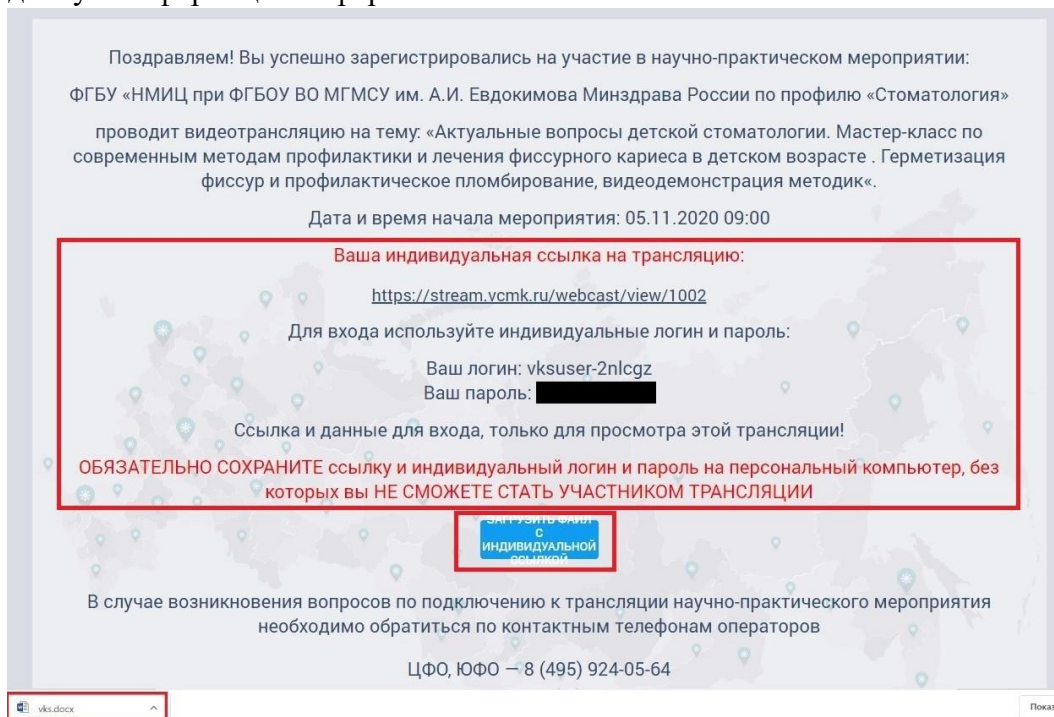 Поздравляем! Вы успешно зарегистрировались на участие в научно-практическом мероприятии:
ФГБУ «НМИЦ при ФГБОУ ВО МГМСУ им. А.И. Евдокимова Минздрава России по профилю «Стоматология»
проводит видеотрансляцию на тему: «Актуальные вопросы детской стоматологии. Мастер-класс по
современным методам профилактики и лечения фиссурного кариеса в детском возрасте . Герметизация
фиссур и профилактическое пломбирование, видеодемонстрация методик«.
Дата и время начала мероприятия: 05.11.2020 09:00
Ваша индивидуальная ссылка на трансляцию:
https://stream.vcmk.ru/webcast/view/1002
Для входа используйте индивидуальные логин и пароль:
Ваш логин: vksuser-2nlcgz
Ваш пароль:
Ссылка и данные для входа, только для просмотра этой трансляции!
ОБЯЗАТЕЛЬНО СОХРАНИТЕ ссылку и индивидуальный логин и пароль на персональный компьютер, без
которых вы НЕ СМОЖЕТЕ СТАТЬ УЧАСТНИКОМ ТРАНСЛЯЦИИ
ЗАГРУЗИТЬ ФАЙЛ
С
ИНДИВИДУАЛЬНОЙ
ССЫЛКОЙ
В случае возникновения вопросов по подключению к трансляции научно-практического мероприятия
необходимо обратиться по контактным телефонам операторов
ЦФО, ЮФО — 8 (495) 924-05-64
vks.docx